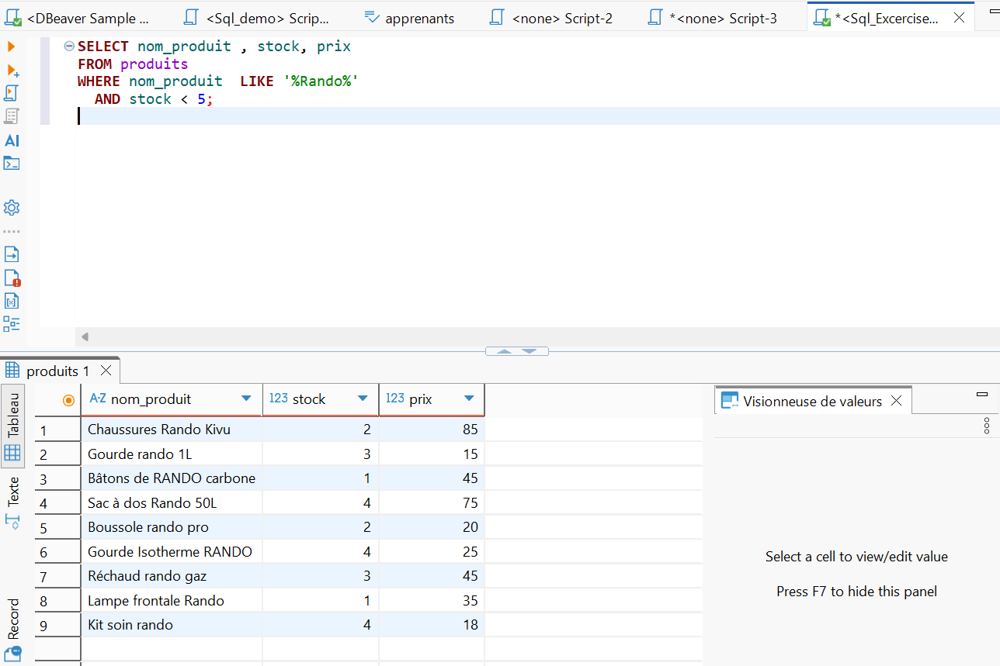 <DBeaver Sample ... <Sql_demo> Scrip... apprenants <none> Script-2 *<none> Script-3 *<Sql_Excercise...
SELECT nom_produit , stock, prix
FROM produits
WHERE nom_produit  LIKE '%Rando%'
  AND stock < 5;
AI
produits 1
Tableau
Texte
Record
A-Z nom_produit 123 stock 123 prix
1 Chaussures Rando Kivu 2 85
2 Gourde rando 1L 3 15
3 Bâtons de RANDO carbone 1 45
4 Sac à dos Rando 50L 4 75
5 Boussole rando pro 2 20
6 Gourde Isotherme RANDO 4 25
7 Réchaud rando gaz 3 45
8 Lampe frontale Rando 1 35
9 Kit soin rando 4 18
Visionneuse de valeurs
Select a cell to view/edit value
Press F7 to hide this panel